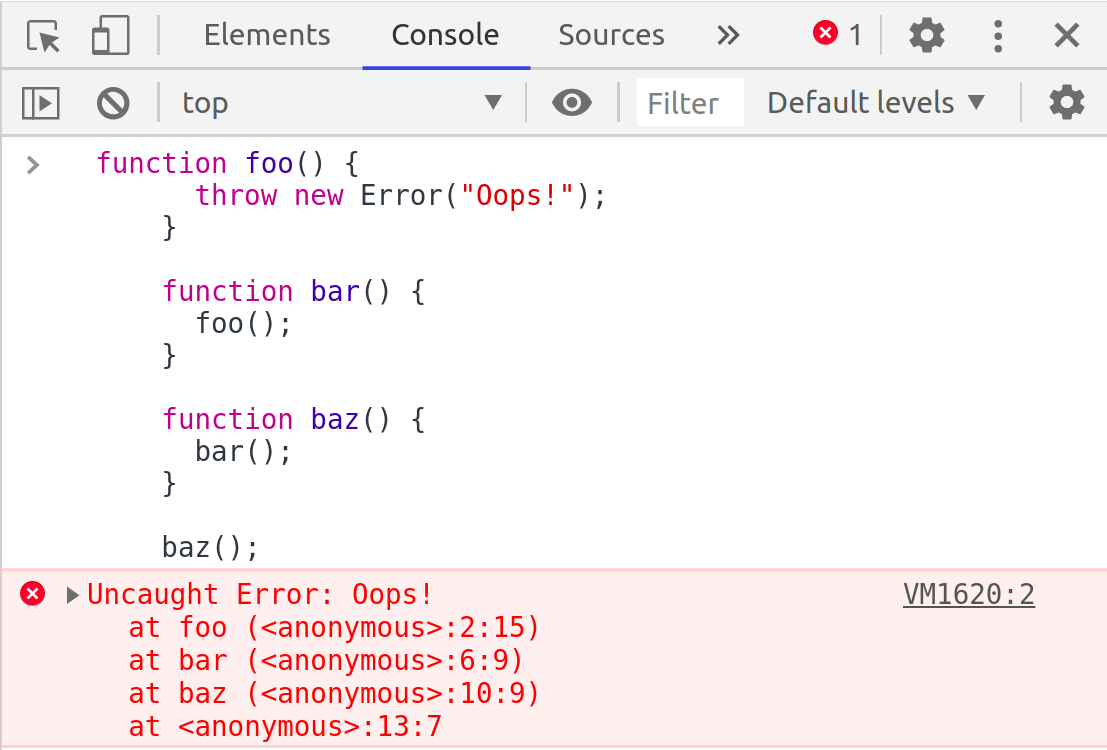 Elements Console Sources » 1
top Filter Default levels
function foo() {
throw new Error("Oops!");
}
function bar() {
foo();
}
function baz() {
bar();
}
baz();
Uncaught Error: Oops! VM1620:2
at foo (<anonymous>:2:15)
at bar (<anonymous>:6:9)
at baz (<anonymous>:10:9)
at <anonymous>:13:7